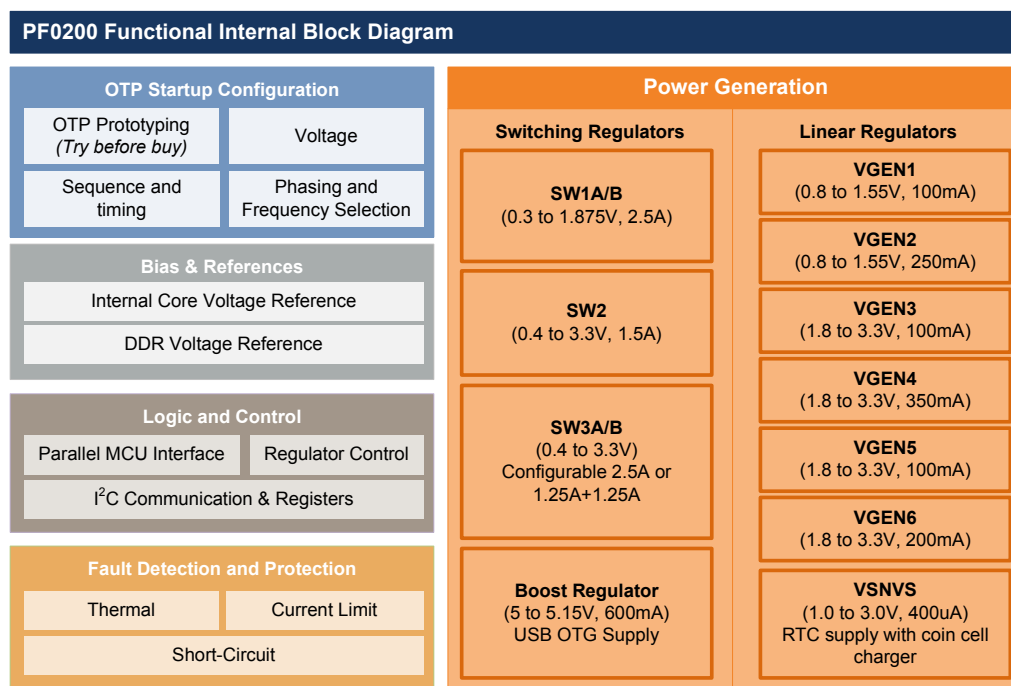 PF0200 Functional Internal Block Diagram
OTP Startup Configuration
OTP Prototyping
(Try before buy)
Voltage
Sequence and
timing
Phasing and
Frequency Selection
Bias & References
Internal Core Voltage Reference
DDR Voltage Reference
Logic and Control
Parallel MCU Interface
Regulator Control
I²C Communication & Registers
Fault Detection and Protection
Thermal
Current Limit
Short-Circuit
Power Generation
Switching Regulators
SW1A/B
(0.3 to 1.875V, 2.5A)
SW2
(0.4 to 3.3V, 1.5A)
SW3A/B
(0.4 to 3.3V)
Configurable 2.5A or
1.25A+1.25A
Boost Regulator
(5 to 5.15V, 600mA)
USB OTG Supply
Linear Regulators
VGEN1
(0.8 to 1.55V, 100mA)
VGEN2
(0.8 to 1.55V, 250mA)
VGEN3
(1.8 to 3.3V, 100mA)
VGEN4
(1.8 to 3.3V, 350mA)
VGEN5
(1.8 to 3.3V, 100mA)
VGEN6
(1.8 to 3.3V, 200mA)
VSNVS
(1.0 to 3.0V, 400uA)
RTC supply with coin cell
charger